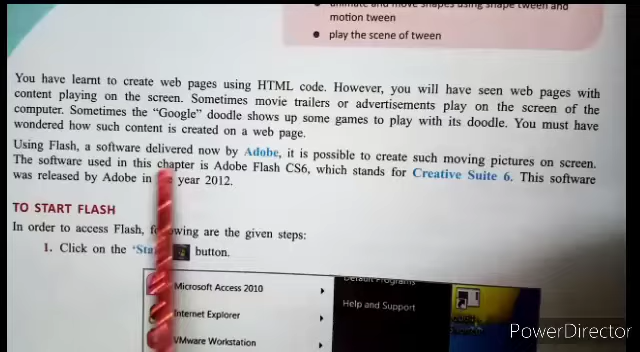 animate and move shapes using shape tween and
motion tween
● play the scene of tween
You have learnt to create web pages using HTML code. However, you will have seen web pages with
content playing on the screen. Sometimes movie trailers or advertisements play on the screen of the
computer. Sometimes the “Google” doodle shows up some games to play with its doodle. You must have
wondered how such content is created on a web page.
Using Flash, a software delivered now by Adobe, it is possible to create such moving pictures on screen.
The software used in this chapter is Adobe Flash CS6, which stands for Creative Suite 6. This software
was released by Adobe in year 2012.
TO START FLASH
In order to access Flash, are the given steps:
1. Click on the button.
Default Programs
Microsoft Access 2010
Help and Support
Internet Explorer
VMware Workstation
PowerDirector